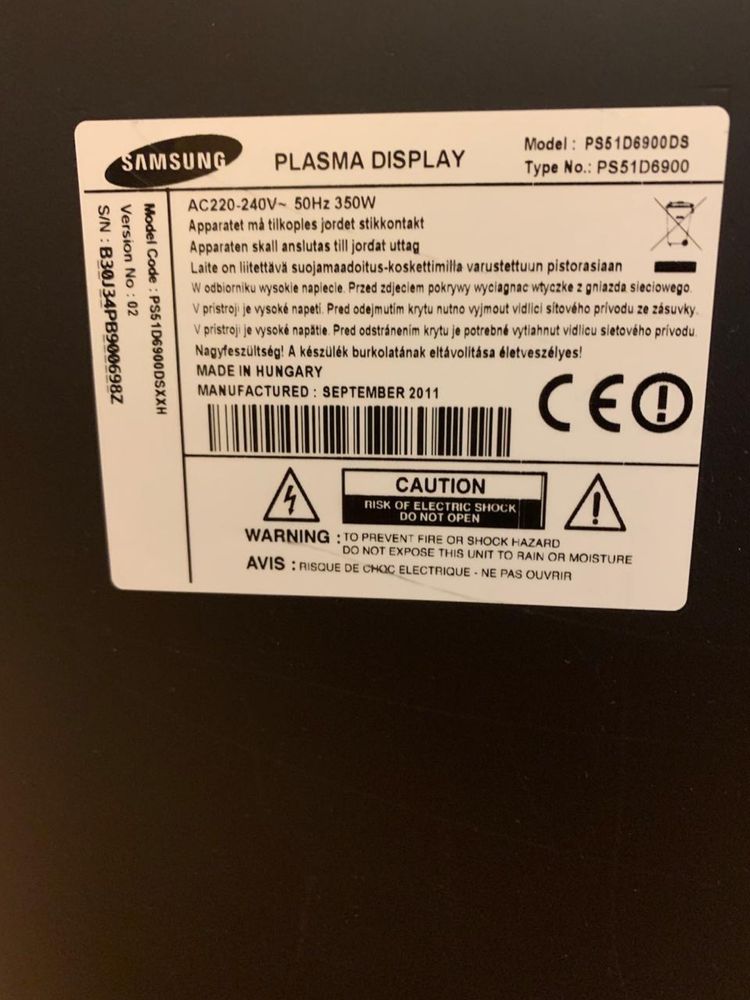 SAMSUNG
PLASMA DISPLAY
Model : PS51D6900DS
Type No.: PS51D6900
AC220-240V~ 50Hz 350W
Apparatet må tilkoples jordet stikkontakt
Apparaten skall anslutas till jordat uttag
Laite on liitettävä suojamaadoitus-koskettimilla varustettuun pistorasiaan
W odbiorniku wysokie napiecie. Przed zdjeciem pokrywy wyciagnac wtyczke z gniazda sieciowego.
V pristroji je vysoké napeti. Pred odejmutím krytu nutno vyjmout vidlici sítového prívodu ze zásuvky.
V prístroji je vysoké napätie. Pred odstránením krytu je potrebné vytiahnut vidlicu sietového prívodu.
Nagyfeszültség! A készülék burkolatának eltávolítása életveszélyes!
MADE IN HUNGARY
MANUFACTURED : SEPTEMBER 2011
Model Code : PS51D6900DSXXH
Version No : 02
S/N : B30J34PB900698Z
CE
CAUTION
RISK OF ELECTRIC SHOCK
DO NOT OPEN
WARNING : TO PREVENT FIRE OR SHOCK HAZARD
DO NOT EXPOSE THIS UNIT TO RAIN OR MOISTURE
AVIS : RISQUE DE CHOC ELECTRIQUE - NE PAS OUVRIR